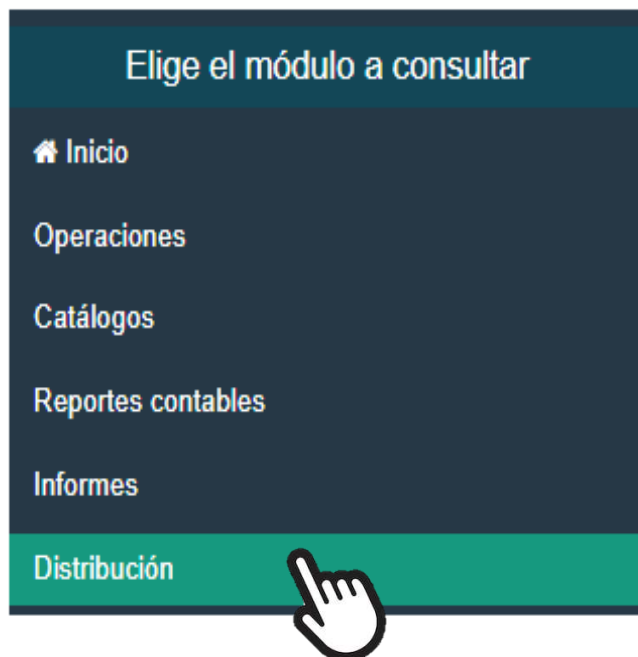 Elige el módulo a consultar
Inicio
Operaciones
Catálogos
Reportes contables
Informes
Distribución